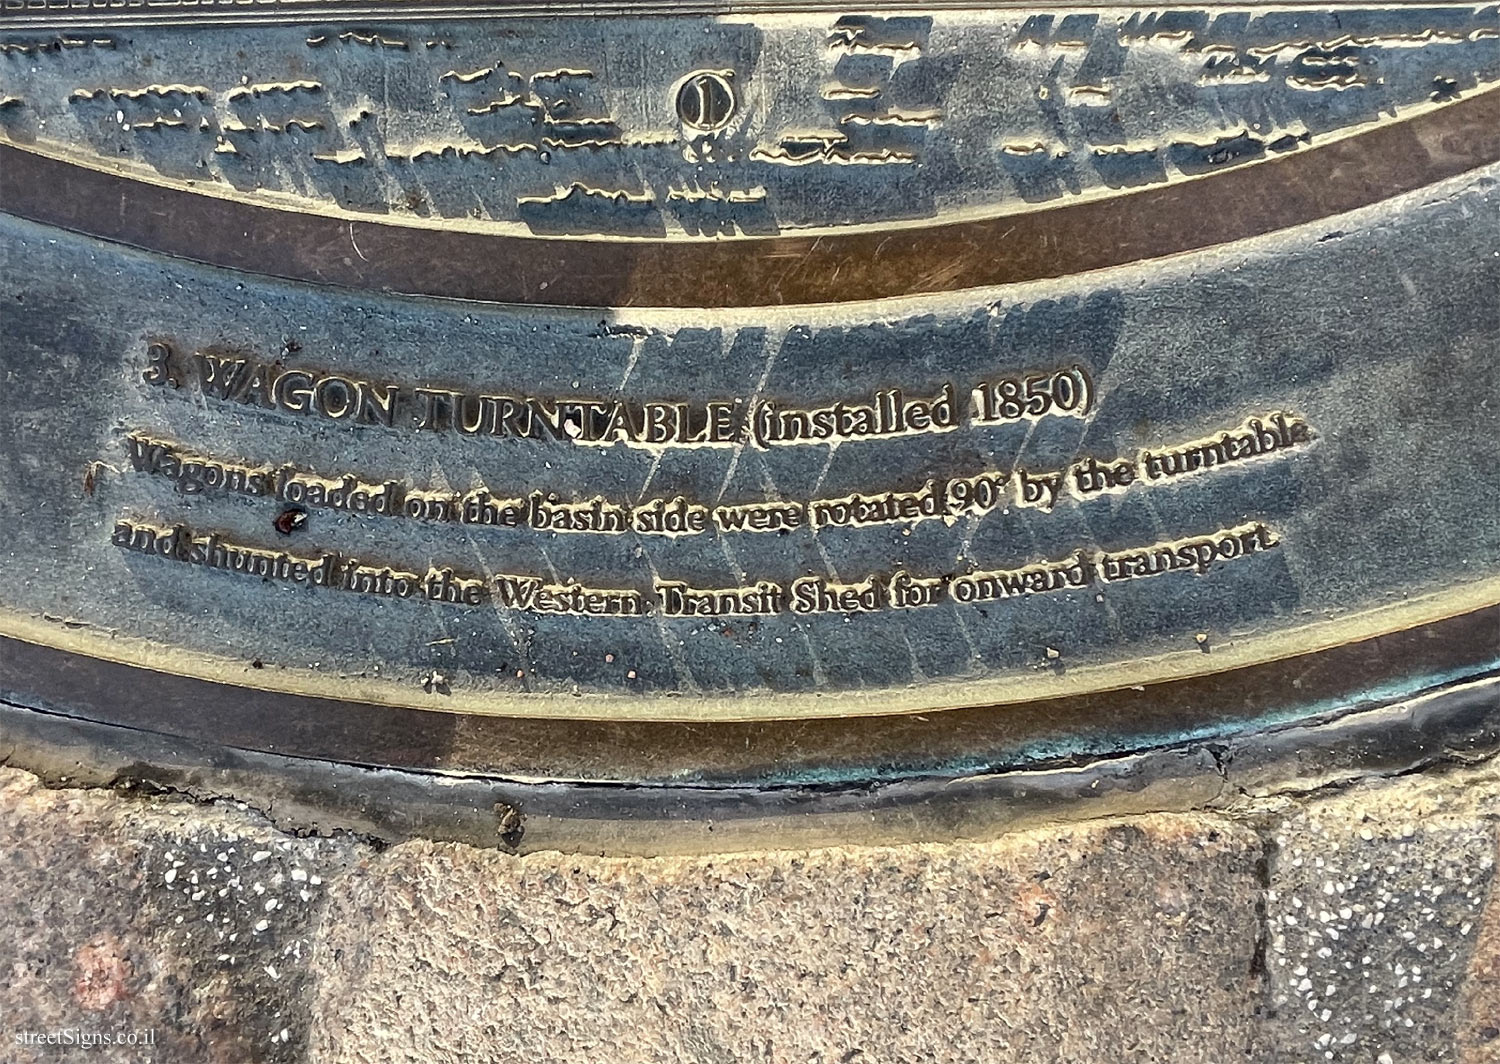 1
3. WAGON TURNTABLE (installed 1850)
Wagons loaded on the basin side were rotated 90° by the turntable
and shunted into the Western Transit Shed for onward transport.
streetSigns.co.il